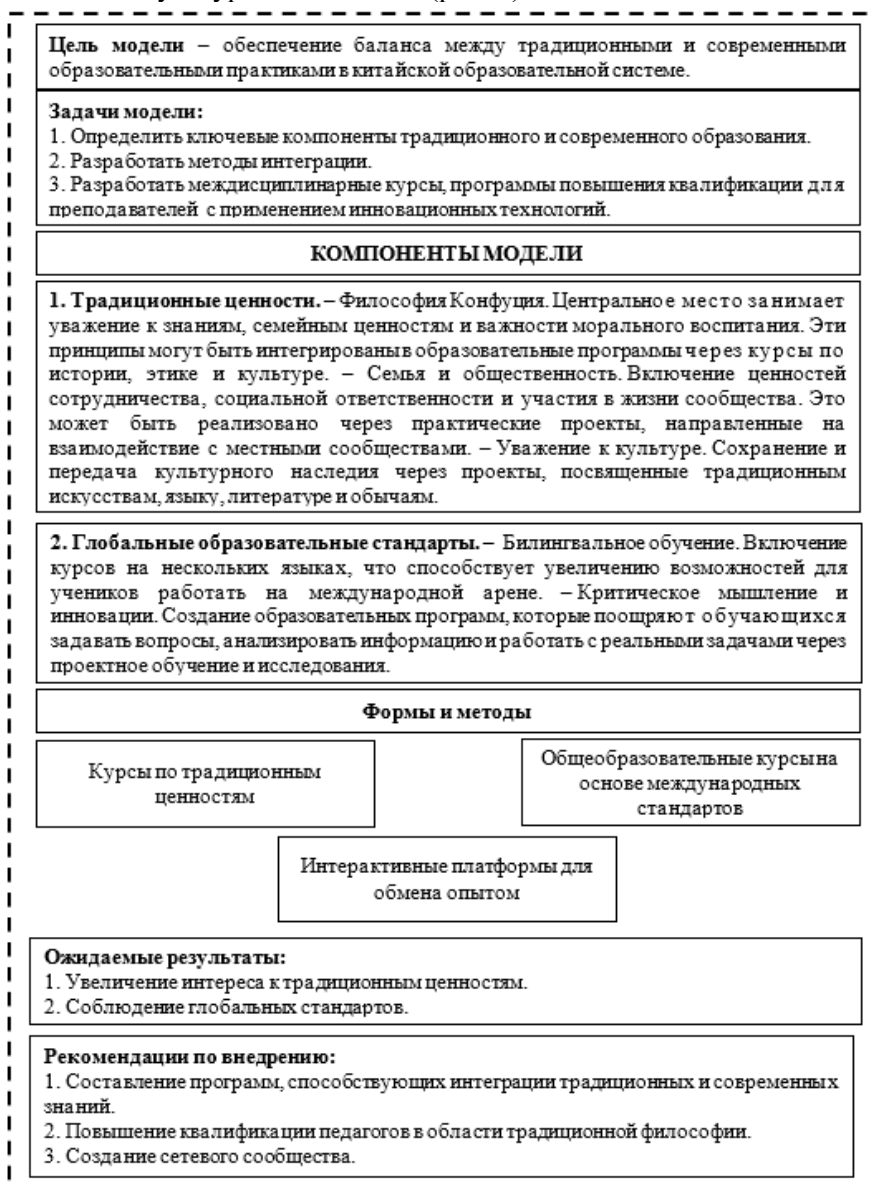 Цель модели – обеспечение баланса между традиционными и современными
образовательными практиками в китайской образовательной системе.
Задачи модели:
1. Определить ключевые компоненты традиционного и современного образования.
2. Разработать методы интеграции.
3. Разработать междисциплинарные курсы, программы повышения квалификации для
преподавателей с применением инновационных технологий.
КОМПОНЕНТЫ МОДЕЛИ
1. Традиционные ценности. – Философия Конфуция. Центральное место занимает
уважение к знаниям, семейным ценностям и важности морального воспитания. Эти
принципы могут быть интегрированы в образовательные программы через курсы по
истории, этике и культуре. – Семья и общественность. Включение ценностей
сотрудничества, социальной ответственности и участия в жизни сообщества. Это
может быть реализовано через практические проекты, направленные на
взаимодействие с местными сообществами. – Уважение к культуре. Сохранение и
передача культурного наследия через проекты, посвященные традиционным
искусствам, языку, литературе и обычаям.
2. Глобальные образовательные стандарты. – Билингвальное обучение. Включение
курсов на нескольких языках, что способствует увеличению возможностей для
учеников работать на международной арене. – Критическое мышление и
инновации. Создание образовательных программ, которые поощряют обучающихся
задавать вопросы, анализировать информацию и работать с реальными задачами через
проектное обучение и исследования.
Формы и методы
Курсы по традиционным
ценностям
Общеобразовательные курсы на
основе международных
стандартов
Интерактивные платформы для
обмена опытом
Ожидаемые результаты:
1. Увеличение интереса к традиционным ценностям.
2. Соблюдение глобальных стандартов.
Рекомендации по внедрению:
1. Составление программ, способствующих интеграции традиционных и современных
знаний.
2. Повышение квалификации педагогов в области традиционной философии.
3. Создание сетевого сообщества.